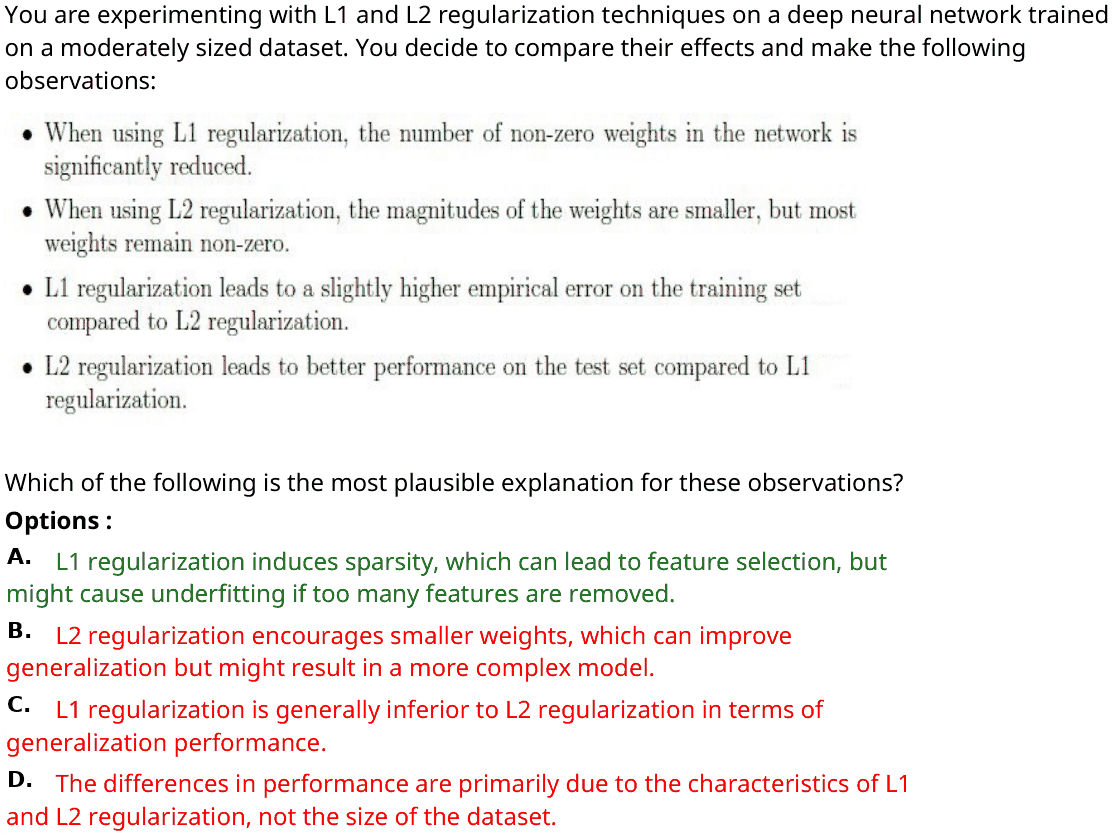 You are experimenting with L1 and L2 regularization techniques on a deep neural network trained
on a moderately sized dataset. You decide to compare their effects and make the following
observations:
• When using L1 regularization, the number of non-zero weights in the network is
significantly reduced.
• When using L2 regularization, the magnitudes of the weights are smaller, but most
weights remain non-zero.
• L1 regularization leads to a slightly higher empirical error on the training set
compared to L2 regularization.
• L2 regularization leads to better performance on the test set compared to L1
regularization.
Which of the following is the most plausible explanation for these observations?
Options :
A. L1 regularization induces sparsity, which can lead to feature selection, but
might cause underfitting if too many features are removed.
B. L2 regularization encourages smaller weights, which can improve
generalization but might result in a more complex model.
C. L1 regularization is generally inferior to L2 regularization in terms of
generalization performance.
D. The differences in performance are primarily due to the characteristics of L1
and L2 regularization, not the size of the dataset.